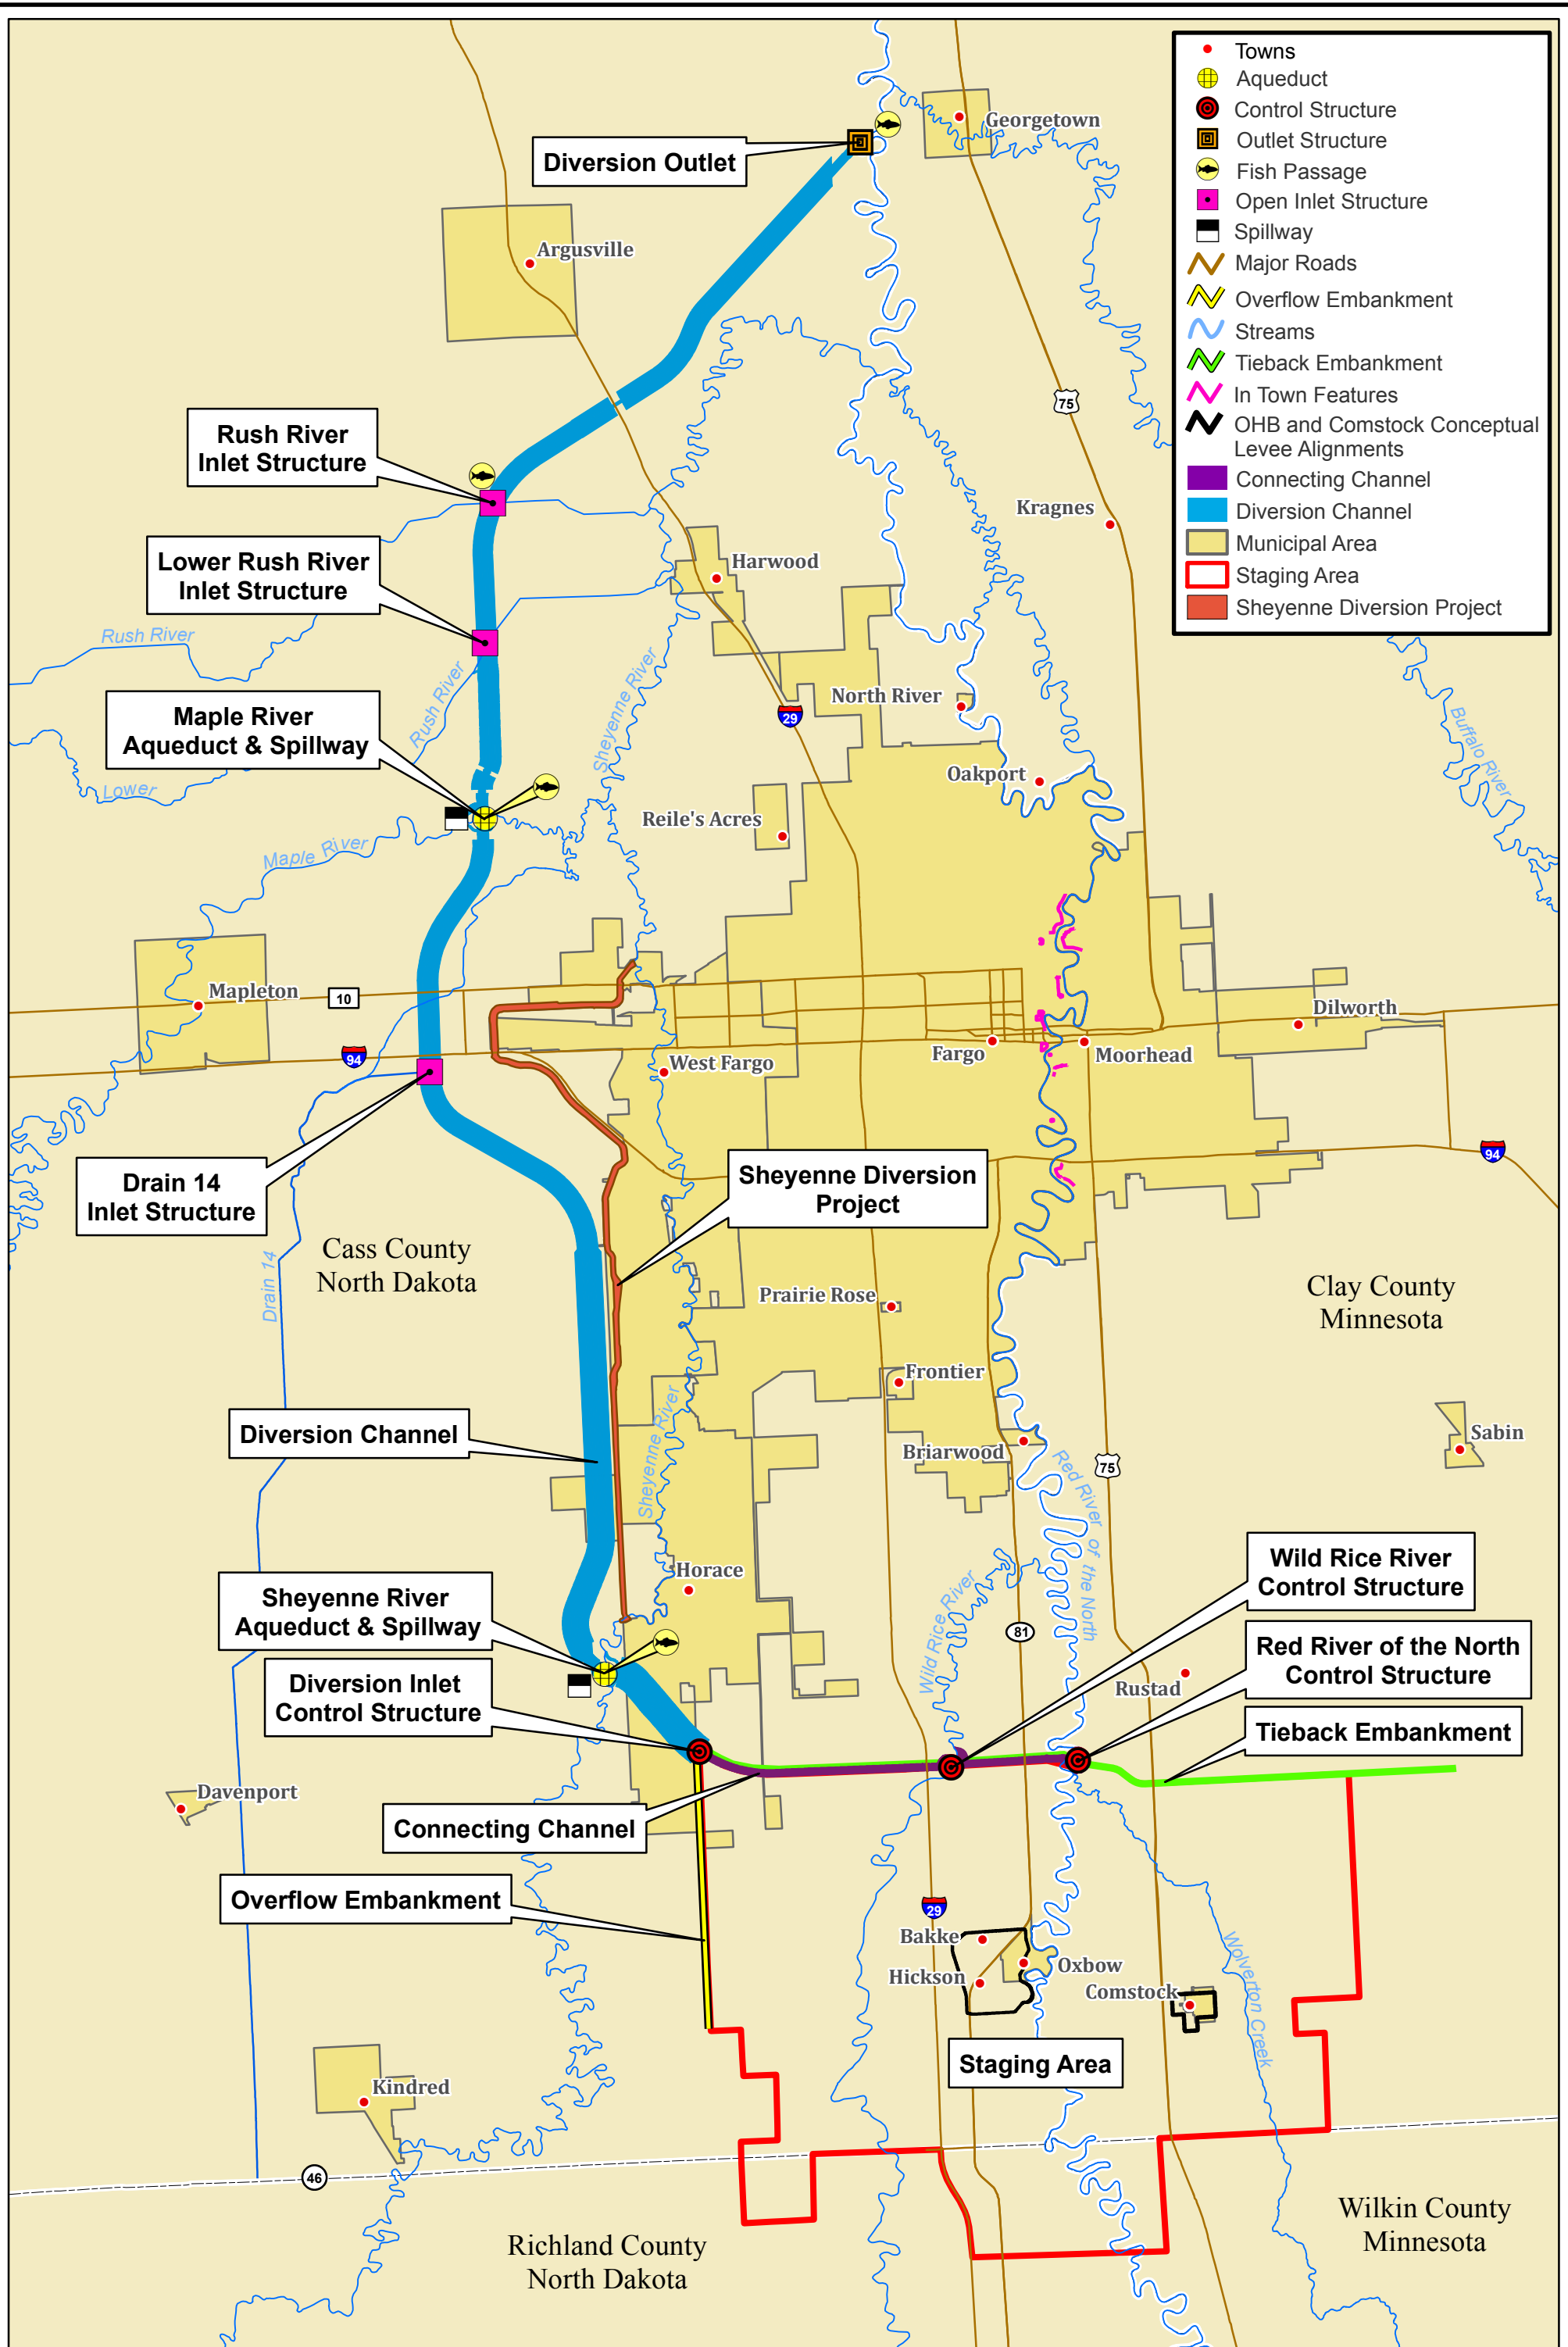 Towns
Aqueduct
Control Structure
Outlet Structure
Fish Passage
Open Inlet Structure
Spillway
Major Roads
Overflow Embankment
Streams
Tieback Embankment
In Town Features
OHB and Comstock Conceptual
Levee Alignments
Connecting Channel
Diversion Channel
Municipal Area
Staging Area
Sheyenne Diversion Project
Georgetown
Diversion Outlet
Argusville
75
Rush River
Inlet Structure
Kragnes
Lower Rush River
Inlet Structure
Harwood
Rush River
Rush River
Sheyenne River
North River
Maple River
Aqueduct & Spillway
29
Buffalo River
Lower
Oakport
Reile's Acres
Maple River
Mapleton
10
Dilworth
94
West Fargo
Fargo
Moorhead
94
Drain 14
Inlet Structure
Sheyenne Diversion
Project
Cass County
North Dakota
Drain 14
Prairie Rose
Clay County
Minnesota
Frontier
Diversion Channel
Sheyenne River
Briarwood
Sabin
75
Red River of the North
Horace
Wild Rice River
Control Structure
Sheyenne River
Aqueduct & Spillway
Wild Rice River
81
Red River of the North
Control Structure
Diversion Inlet
Control Structure
Rustad
Tieback Embankment
Davenport
Connecting Channel
Overflow Embankment
29
Bakke
Hickson
Oxbow
Comstock
Wolverton Creek
Staging Area
Kindred
46
Richland County
North Dakota
Wilkin County
Minnesota